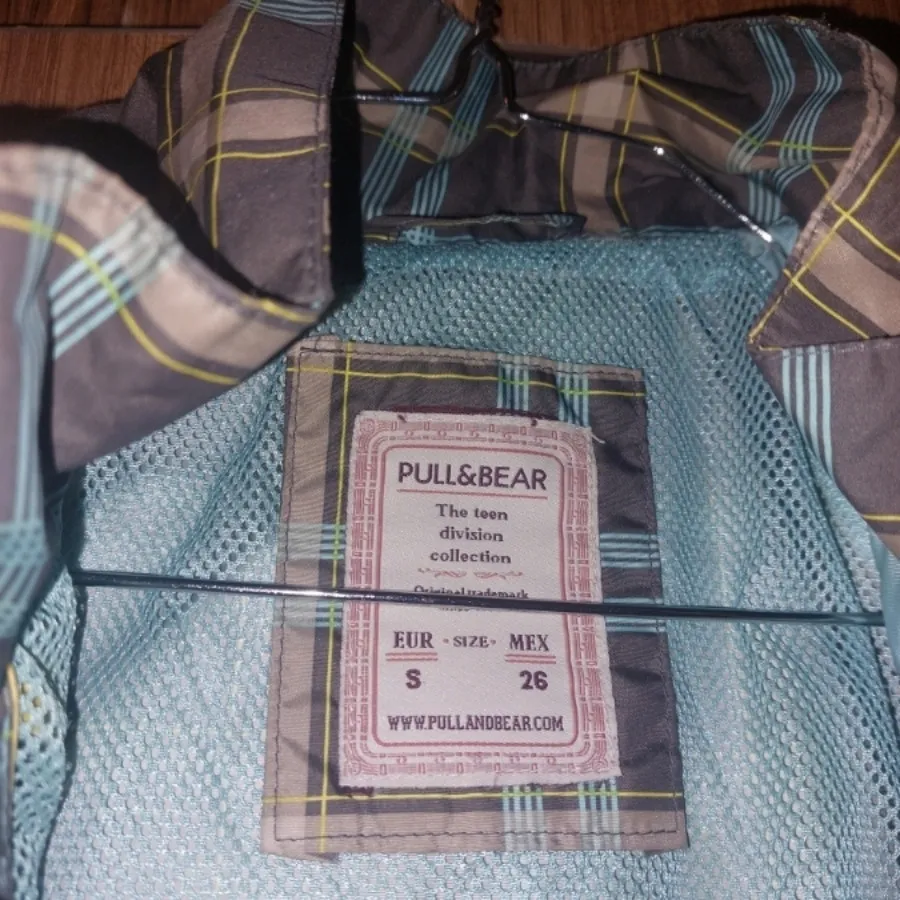 PULL&BEAR
The teen
division
collection
Original trademark
EUR • SIZE • MEX
S 26
WWW.PULLANDBEAR.COM